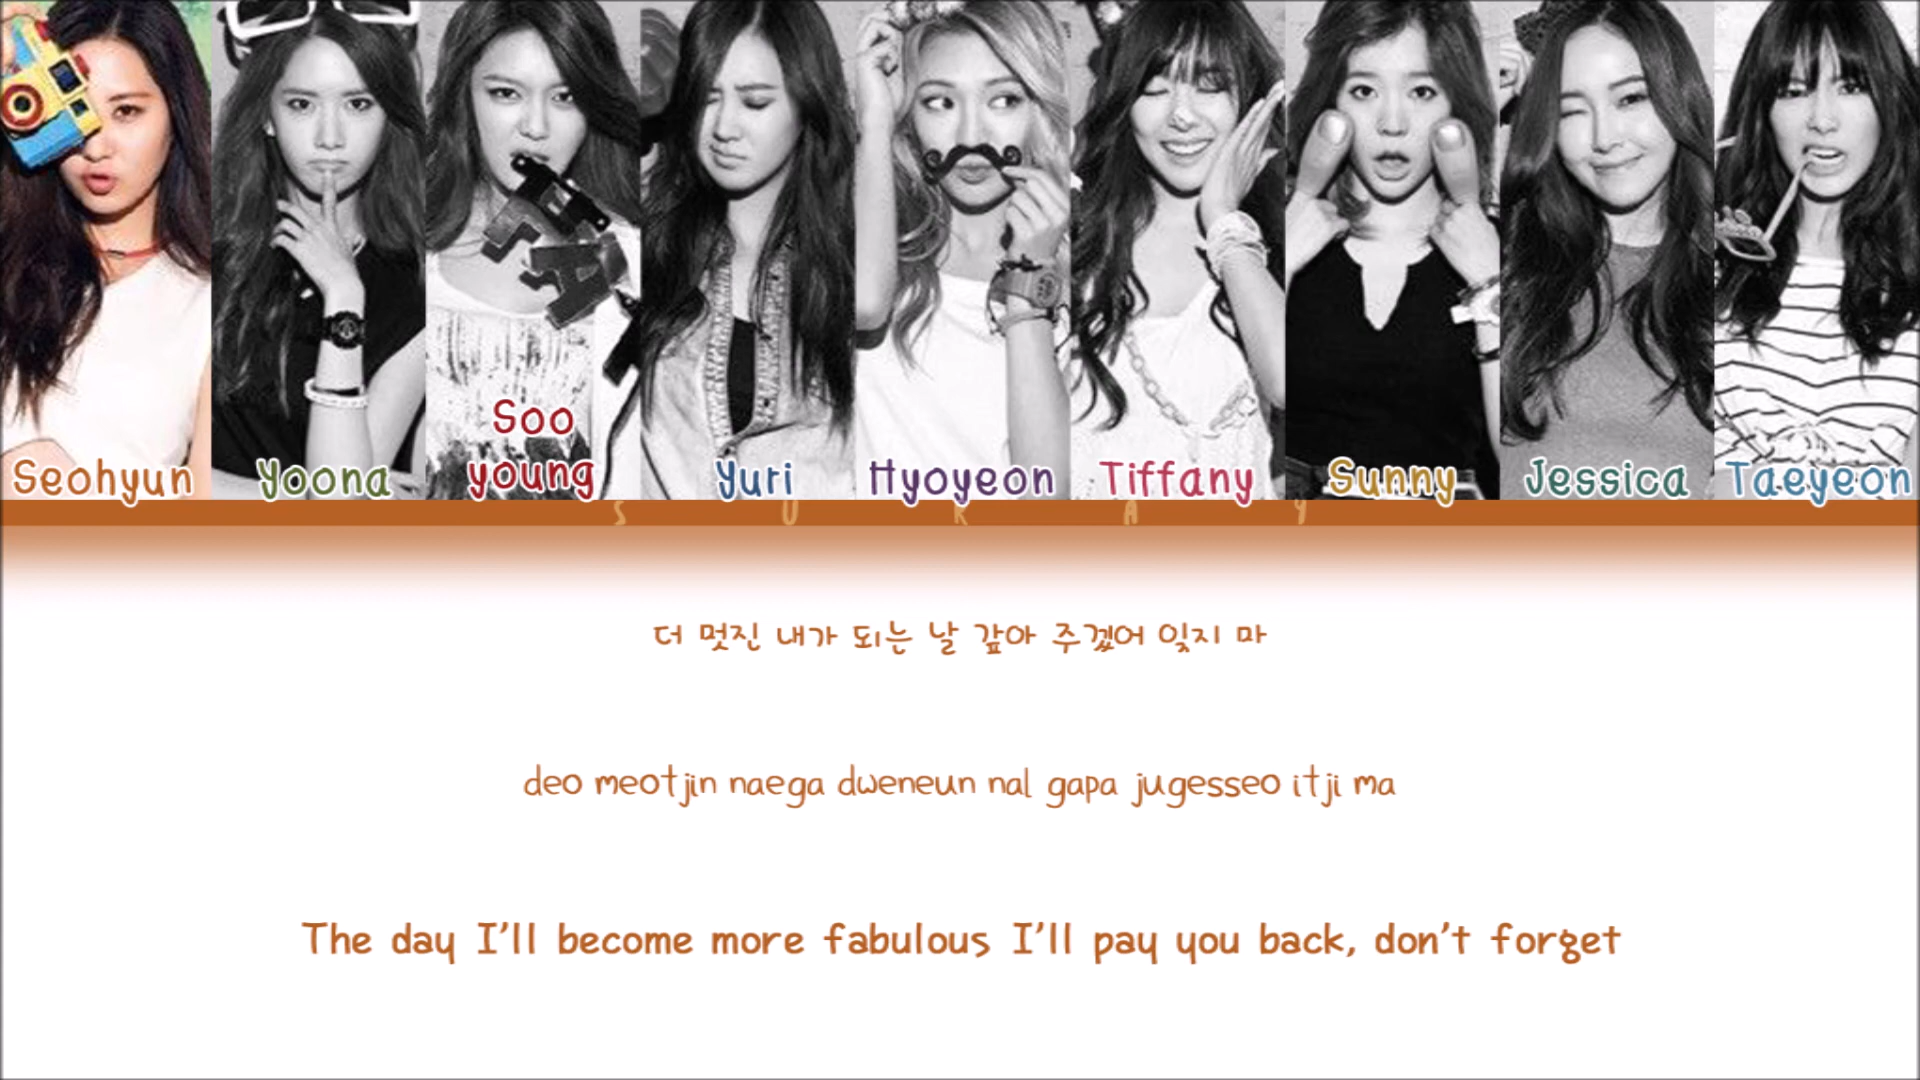 Seohyun
Yoona
Soo
young
Yuri
Hyoyeon
Tiffany
Sunny
Jessica
Taeyeon
S U K A Y
더 멋진 내가 되는 날 갚아 주겠어 잊지 마
deo meotjin naega dweneun nal gapa jugesseo itji ma
The day I'll become more fabulous I'll pay you back, don't forget